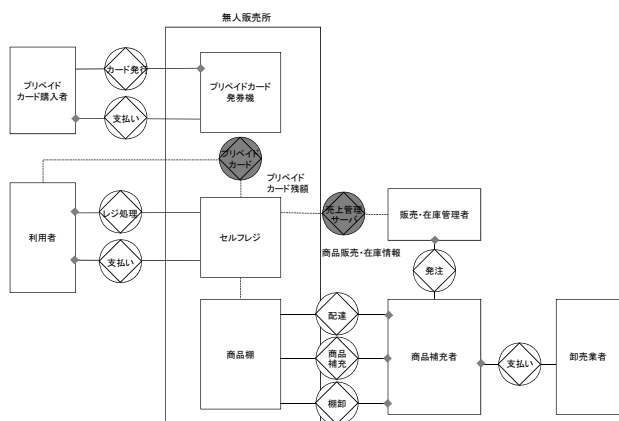 無人販売所
プリペイド
カード購入者
カード発行
支払い
プリペイドカード
発券機
プリペイド
カード
プリペイド
カード残額
利用者
レジ処理
支払い
セルフレジ
売上管理
サーバ
販売・在庫管理者
商品販売・在庫情報
発注
商品棚
配達
商品
補充
棚卸
商品補充者
支払い
卸売業者